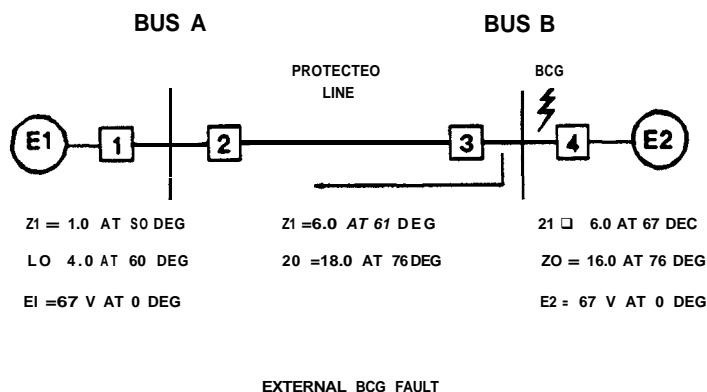 BUS A
BUS B
PROTECTEO
LINE
BCG
E1
1
2
3
4
E2
Z1 = 1.0 AT SO DEG
Z1 =6.0 AT 61 DEG
21 □ 6.0 AT 67 DEC
LO 4.0 AT 60 DEG
20 =18.0 AT 76 DEG
ZO = 16.0 AT 76 DEG
EI =67 V AT 0 DEG
E2 = 67 V AT 0 DEG
EXTERNAL BCG FAULT